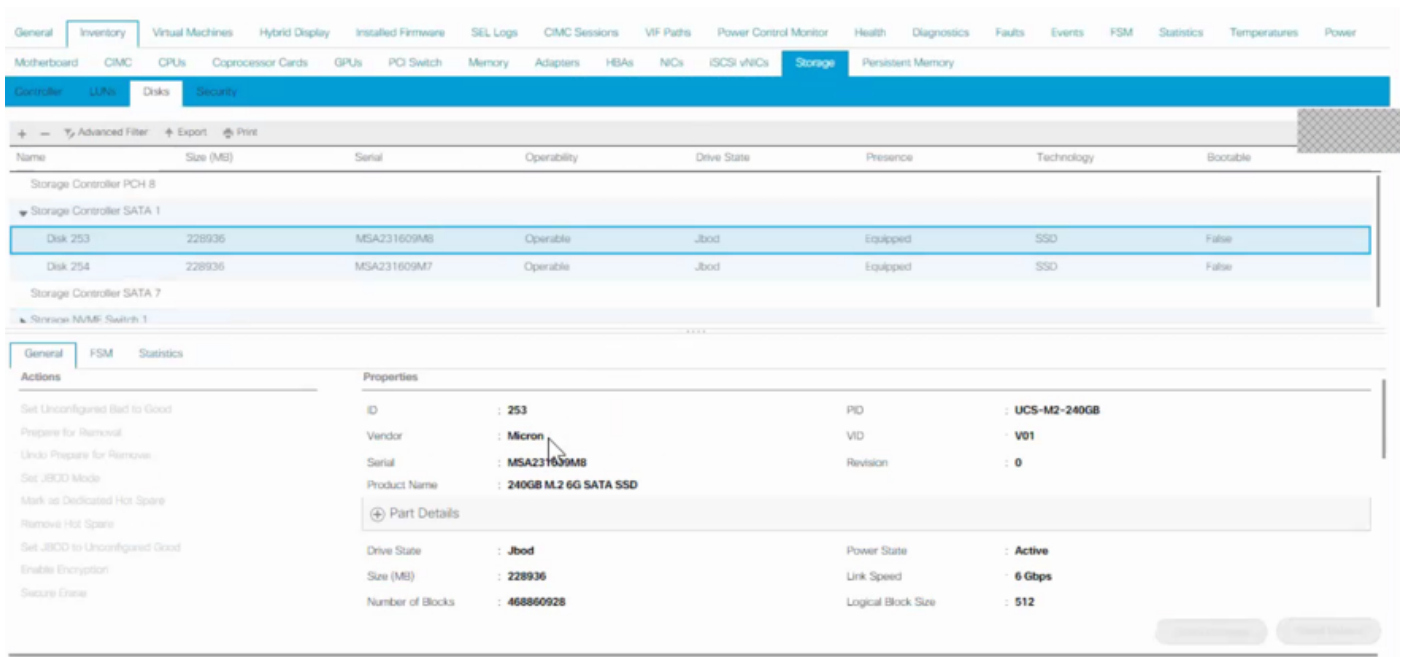 General Inventory Virtual Machines Hybrid Display Installed Firmware SEL Logs CIMC Sessions VIF Paths Power Control Monitor Health Diagnostics Faults Events FSM Statistics Temperatures Power
Motherboard CIMC CPUs Coprocessor Cards GPUs PCI Switch Memory Adapters HBAs NICs iSCSI vNICs Storage Persistent Memory
Controller LUNs Disks Security
+ − Advanced Filter Export Print
Name Size (MB) Serial Operability Drive State Presence Technology Bootable
Storage Controller PCH 8
Storage Controller SATA 1
Disk 253 228936 MSA231609M8 Operable Jbod Equipped SSD False
Disk 254 228936 MSA231609M7 Operable Jbod Equipped SSD False
Storage Controller SATA 7
Storage NVME Switch 1
General FSM Statistics
Actions Properties
Set Unconfigured Bad to Good ID : 253 PID : UCS-M2-240GB
Prepare for Removal Vendor : Micron VID : V01
Undo Prepare for Removal Serial : MSA231609M8 Revision : 0
Set JBOD Mode Product Name : 240GB M.2 6G SATA SSD
Mark as Dedicated Hot Spare
Remove Hot Spare Part Details
Set JBOD to Unconfigured Good Drive State : Jbod Power State : Active
Enable Encryption Size (MB) : 228936 Link Speed : 6 Gbps
Secure Erase Number of Blocks : 468860928 Logical Block Size : 512